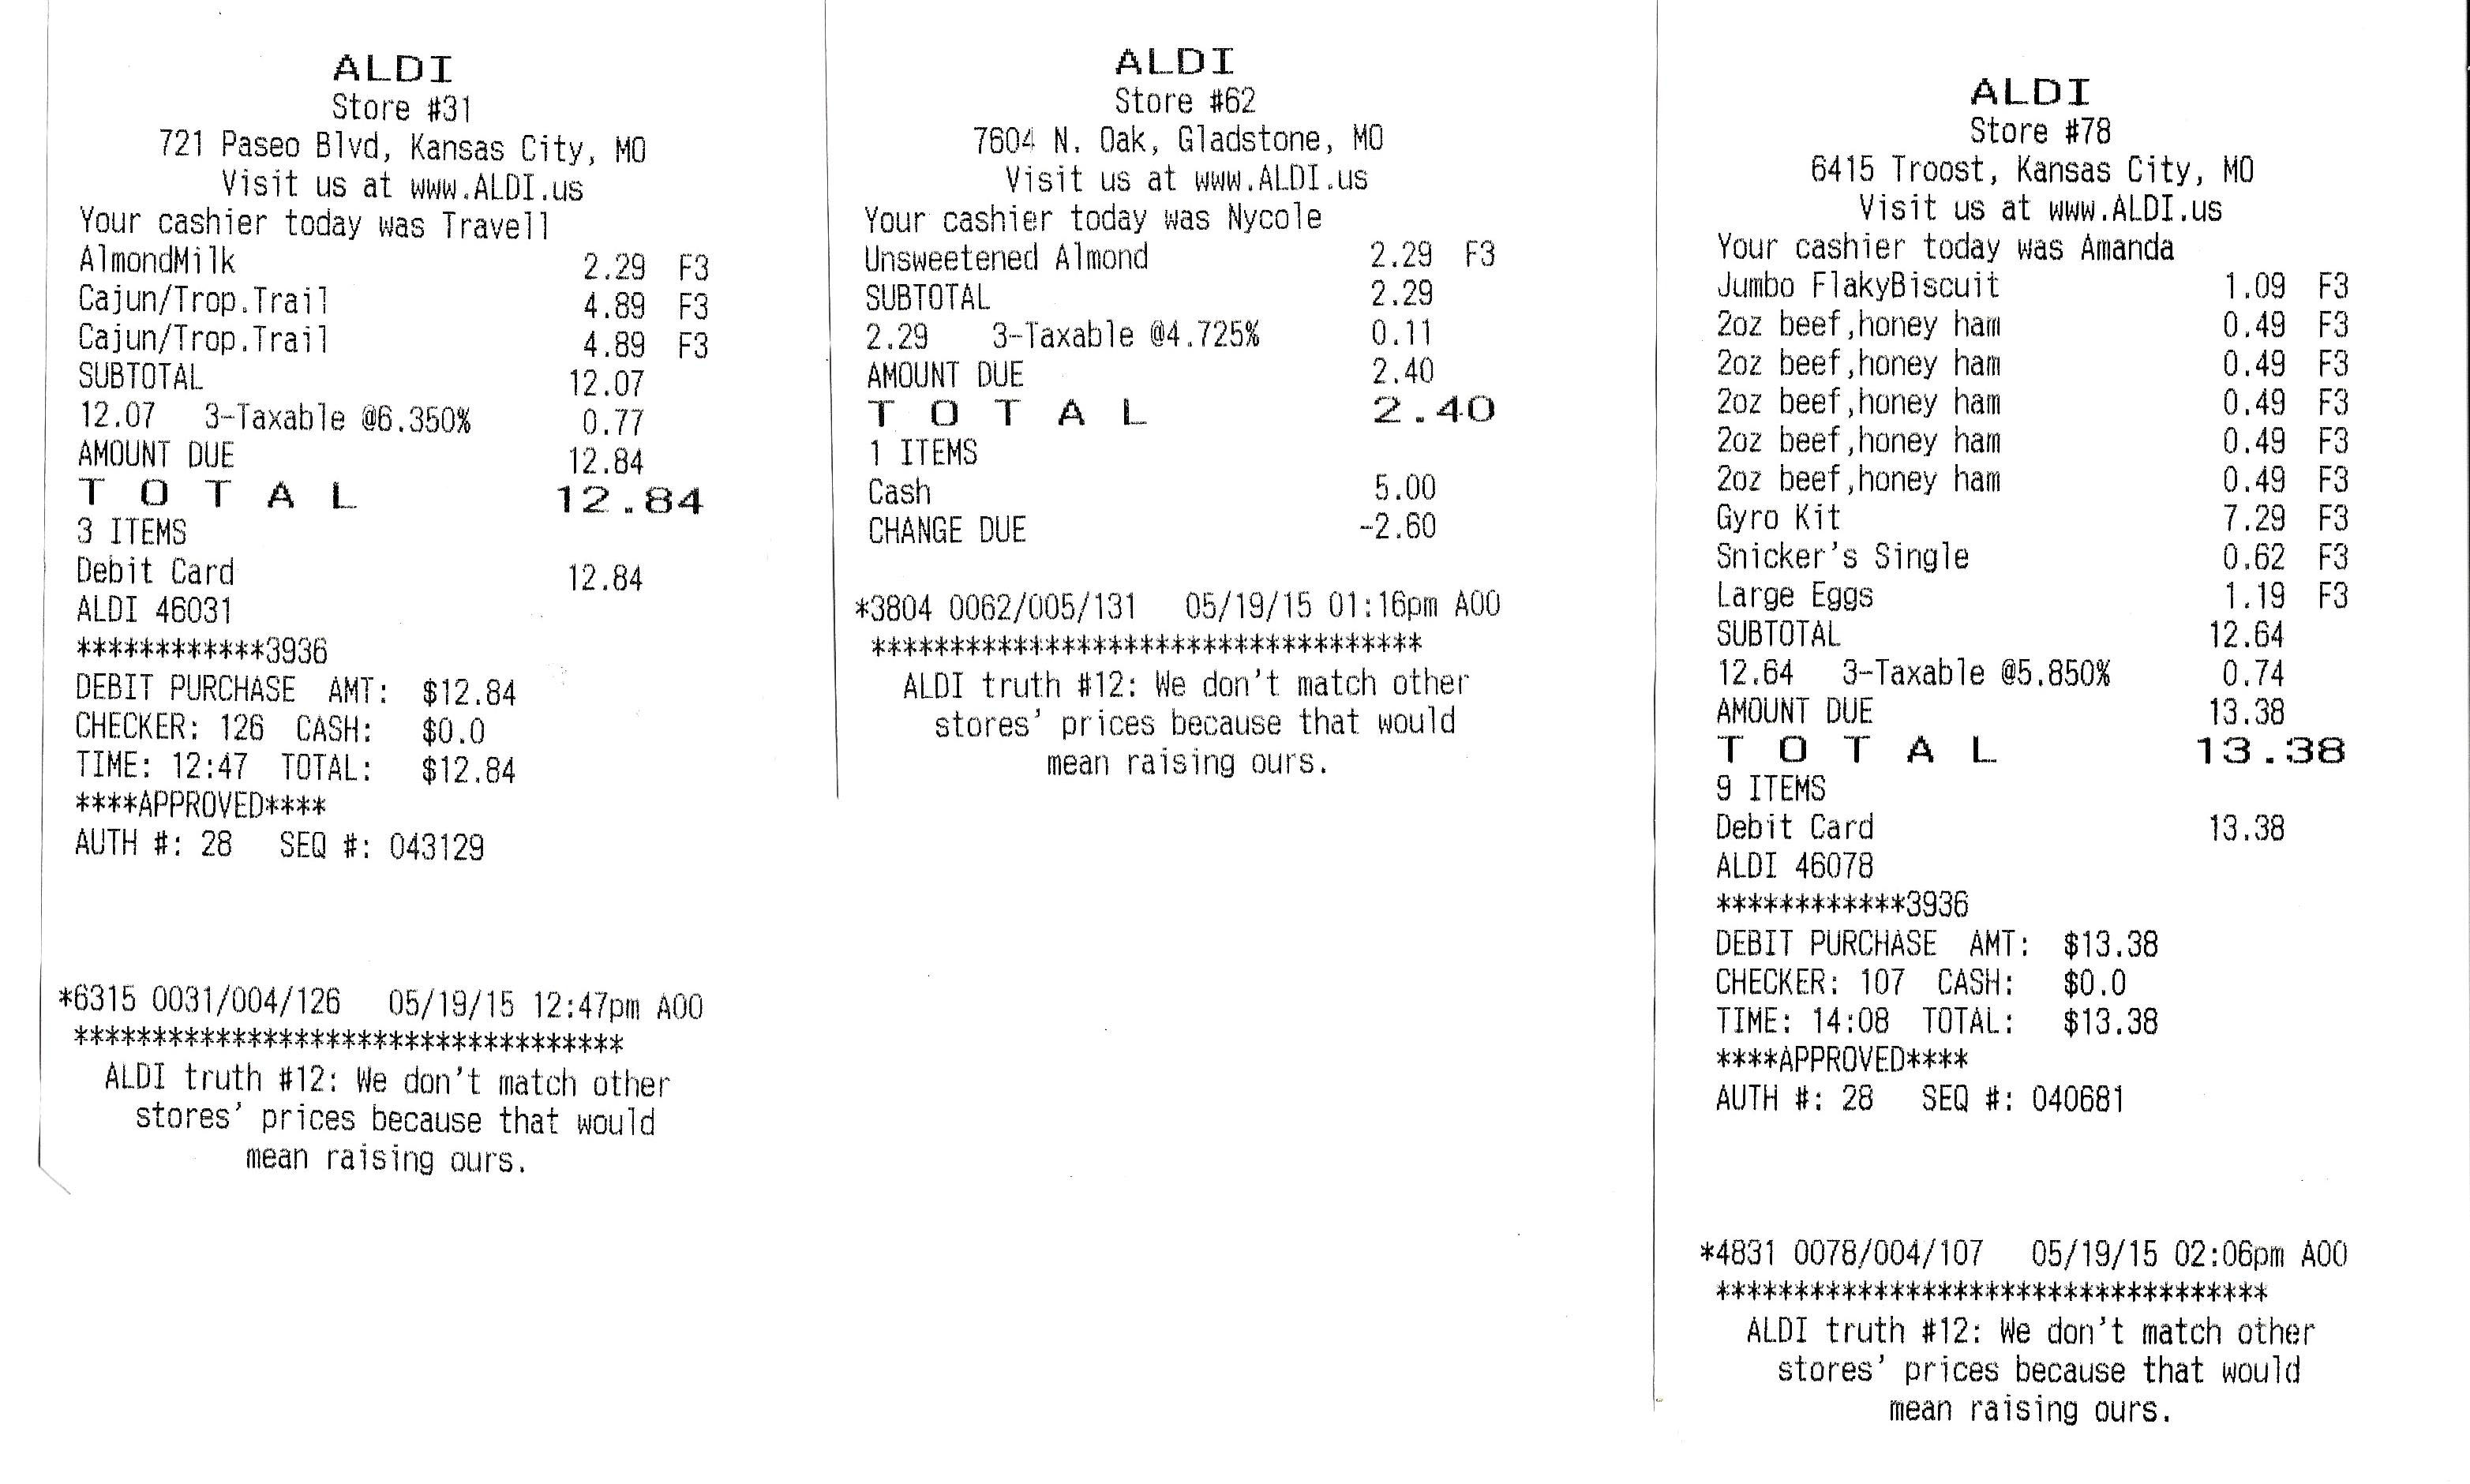 ALDI
Store #31
721 Paseo Blvd, Kansas City, MO
Visit us at www.ALDI.us
Your cashier today was Travell
AlmondMilk 2.29 F3
Cajun/Trop.Trail 4.89 F3
Cajun/Trop.Trail 4.89 F3
SUBTOTAL 12.07
12.07 3-Taxable @6.350% 0.77
AMOUNT DUE 12.84
T O T A L 12.84
3 ITEMS
Debit Card 12.84
ALDI 46031
************3936
DEBIT PURCHASE AMT: $12.84
CHECKER: 126 CASH: $0.0
TIME: 12:47 TOTAL: $12.84
****APPROVED****
AUTH #: 28 SEQ #: 043129
*6315 0031/004/126 05/19/15 12:47pm A00
***********************************
ALDI truth #12: We don't match other
stores' prices because that would
mean raising ours.
ALDI
Store #62
7604 N. Oak, Gladstone, MO
Visit us at www.ALDI.us
Your cashier today was Nycole
Unsweetened Almond 2.29 F3
SUBTOTAL 2.29
2.29 3-Taxable @4.725% 0.11
AMOUNT DUE 2.40
T O T A L 2.40
1 ITEMS
Cash 5.00
CHANGE DUE -2.60
*3804 0062/005/131 05/19/15 01:16pm A00
***********************************
ALDI truth #12: We don't match other
stores' prices because that would
mean raising ours.
ALDI
Store #78
6415 Troost, Kansas City, MO
Visit us at www.ALDI.us
Your cashier today was Amanda
Jumbo FlakyBiscuit 1.09 F3
2oz beef,honey ham 0.49 F3
2oz beef,honey ham 0.49 F3
2oz beef,honey ham 0.49 F3
2oz beef,honey ham 0.49 F3
2oz beef,honey ham 0.49 F3
Gyro Kit 7.29 F3
Snicker's Single 0.62 F3
Large Eggs 1.19 F3
SUBTOTAL 12.64
12.64 3-Taxable @5.850% 0.74
AMOUNT DUE 13.38
T O T A L 13.38
9 ITEMS
Debit Card 13.38
ALDI 46078
************3936
DEBIT PURCHASE AMT: $13.38
CHECKER: 107 CASH: $0.0
TIME: 14:08 TOTAL: $13.38
****APPROVED****
AUTH #: 28 SEQ #: 040681
*4831 0078/004/107 05/19/15 02:06pm A00
***********************************
ALDI truth #12: We don't match other
stores' prices because that would
mean raising ours.